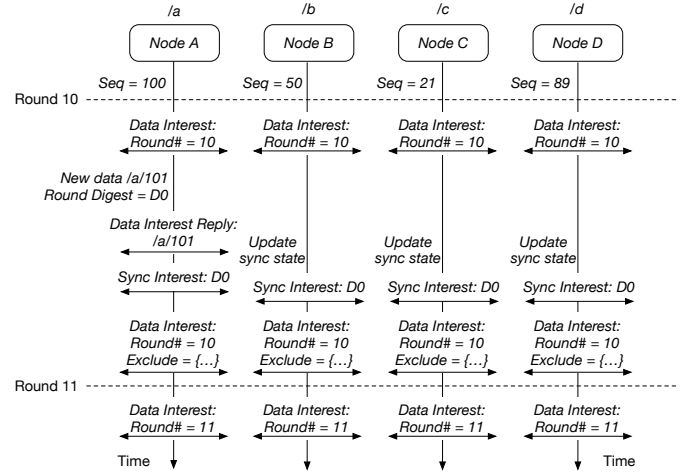 /a /b /c /d
Node A Node B Node C Node D
Seq = 100 Seq = 50 Seq = 21 Seq = 89
Round 10
Data Interest: Data Interest: Data Interest: Data Interest:
Round# = 10 Round# = 10 Round# = 10 Round# = 10
New data /a/101
Round Digest = D0
Data Interest Reply:
/a/101
Update Update Update
sync state sync state sync state
Sync Interest: D0
Sync Interest: D0 Sync Interest: D0 Sync Interest: D0
Data Interest: Data Interest: Data Interest: Data Interest:
Round# = 10 Round# = 10 Round# = 10 Round# = 10
Exclude = {...} Exclude = {...} Exclude = {...} Exclude = {...}
Round 11
Data Interest: Data Interest: Data Interest: Data Interest:
Round# = 11 Round# = 11 Round# = 11 Round# = 11
Time Time